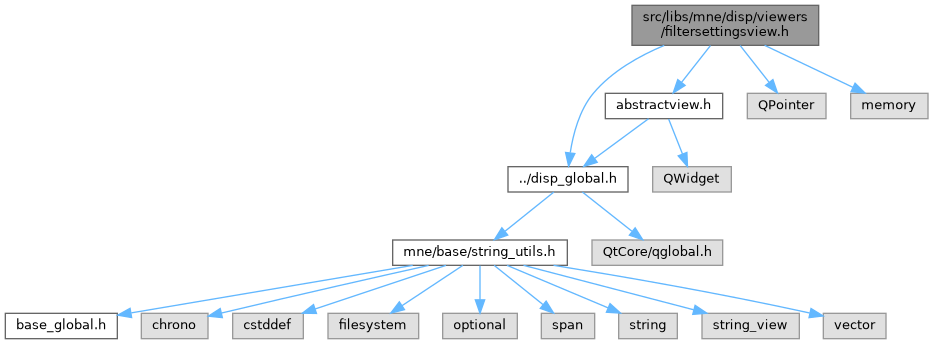 src/libs/mne/disp/viewers
/filtersettingsview.h
abstractview.h
QPointer
memory
../disp_global.h
QWidget
mne/base/string_utils.h
QtCore/qglobal.h
base_global.h
chrono
cstddef
filesystem
optional
span
string
string_view
vector